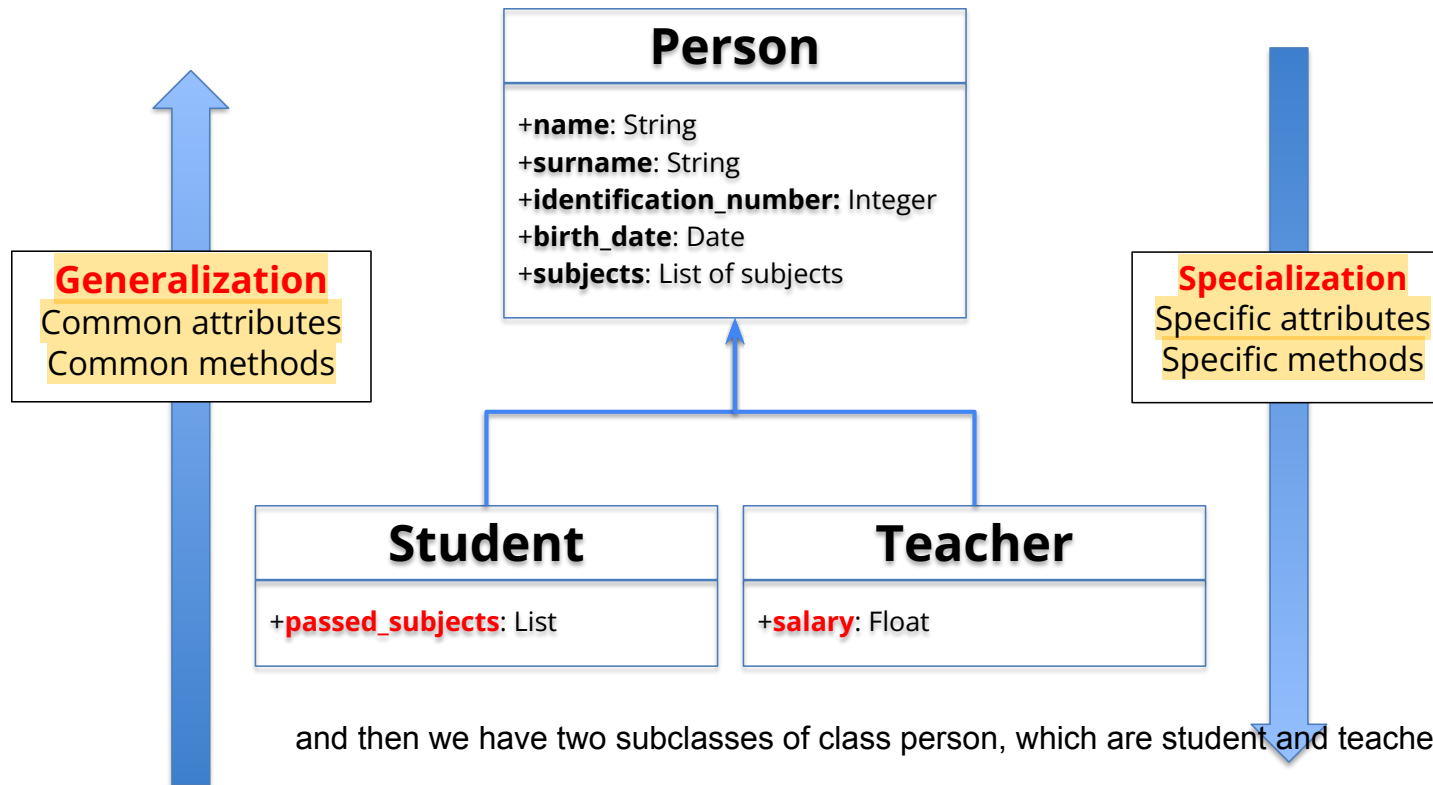 Person
+name: String
+surname: String
+identification_number: Integer
+birth_date: Date
+subjects: List of subjects
Generalization
Common attributes
Common methods
Specialization
Specific attributes
Specific methods
Student
+passed_subjects: List
Teacher
+salary: Float
and then we have two subclasses of class person, which are student and teache